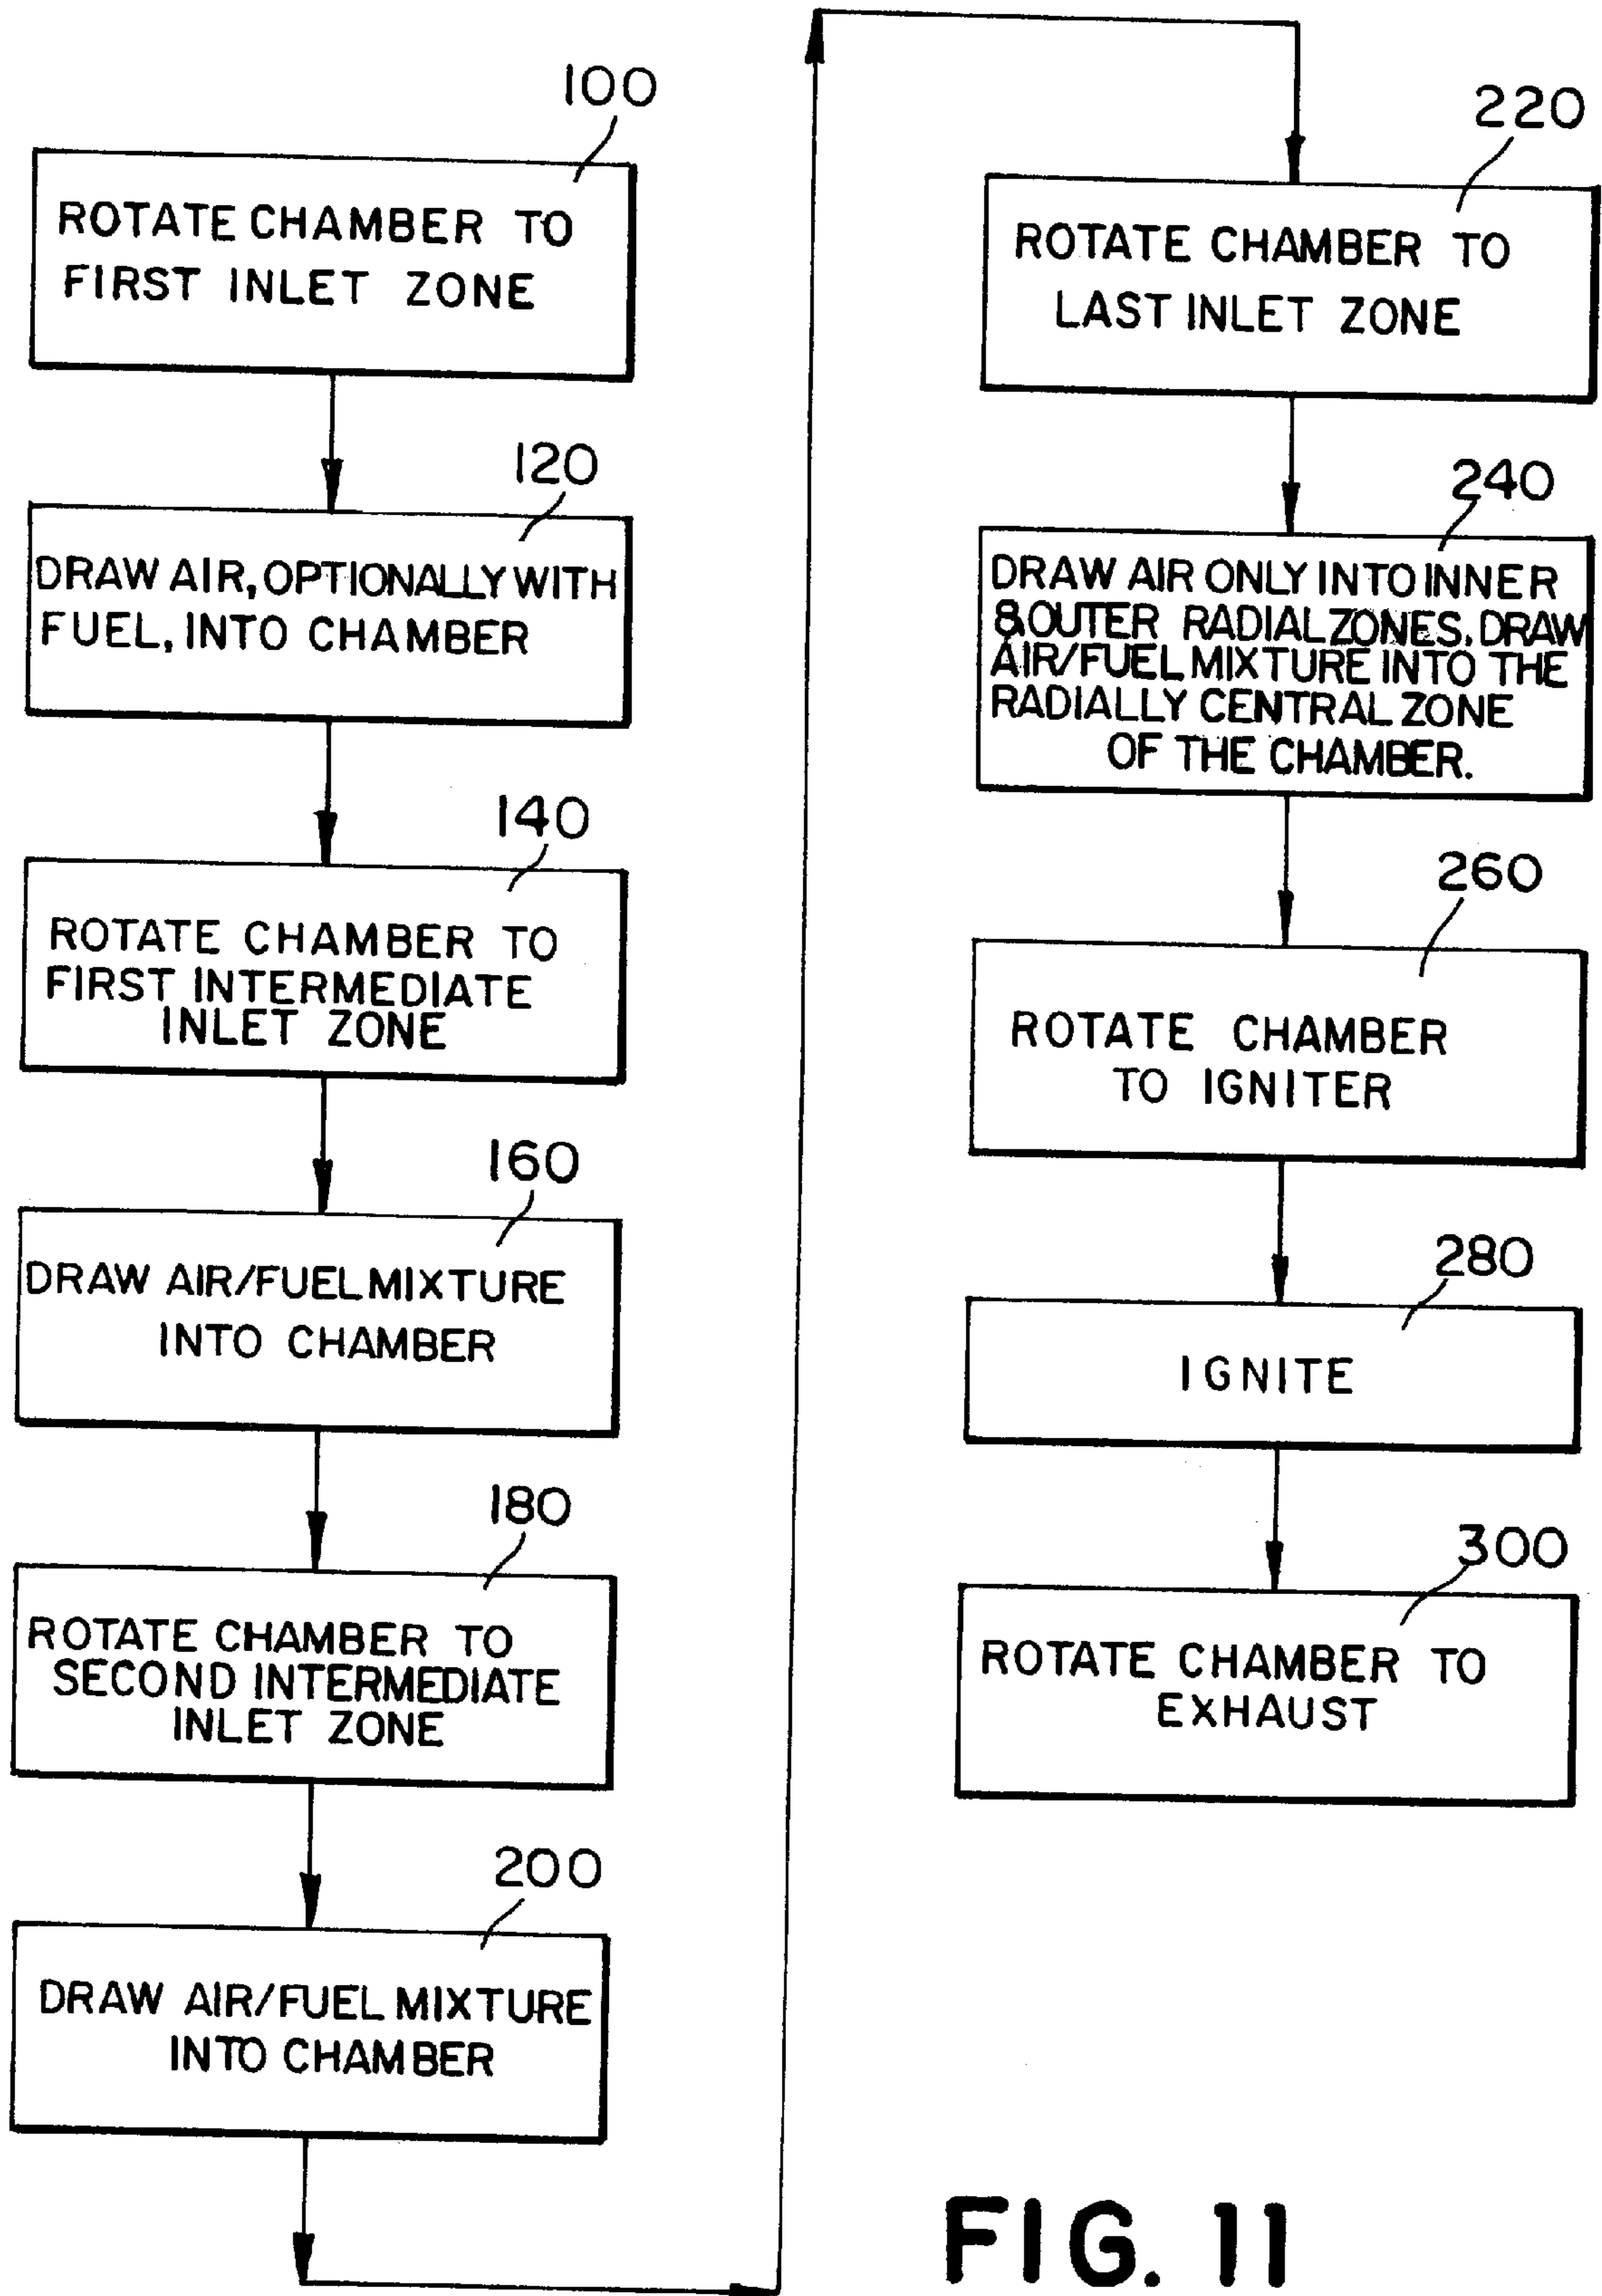 100
ROTATE CHAMBER TO
FIRST INLET ZONE
120
DRAW AIR, OPTIONALLY WITH
FUEL, INTO CHAMBER
140
ROTATE CHAMBER TO
FIRST INTERMEDIATE
INLET ZONE
160
DRAW AIR/FUEL MIXTURE
INTO CHAMBER
180
ROTATE CHAMBER TO
SECOND INTERMEDIATE
INLET ZONE
200
DRAW AIR/FUEL MIXTURE
INTO CHAMBER
220
ROTATE CHAMBER TO
LAST INLET ZONE
240
DRAW AIR ONLY INTO INNER
& OUTER RADIAL ZONES. DRAW
AIR/FUEL MIXTURE INTO THE
RADIALLY CENTRAL ZONE
OF THE CHAMBER.
260
ROTATE CHAMBER
TO IGNITER
280
IGNITE
300
ROTATE CHAMBER TO
EXHAUST
FIG. 11